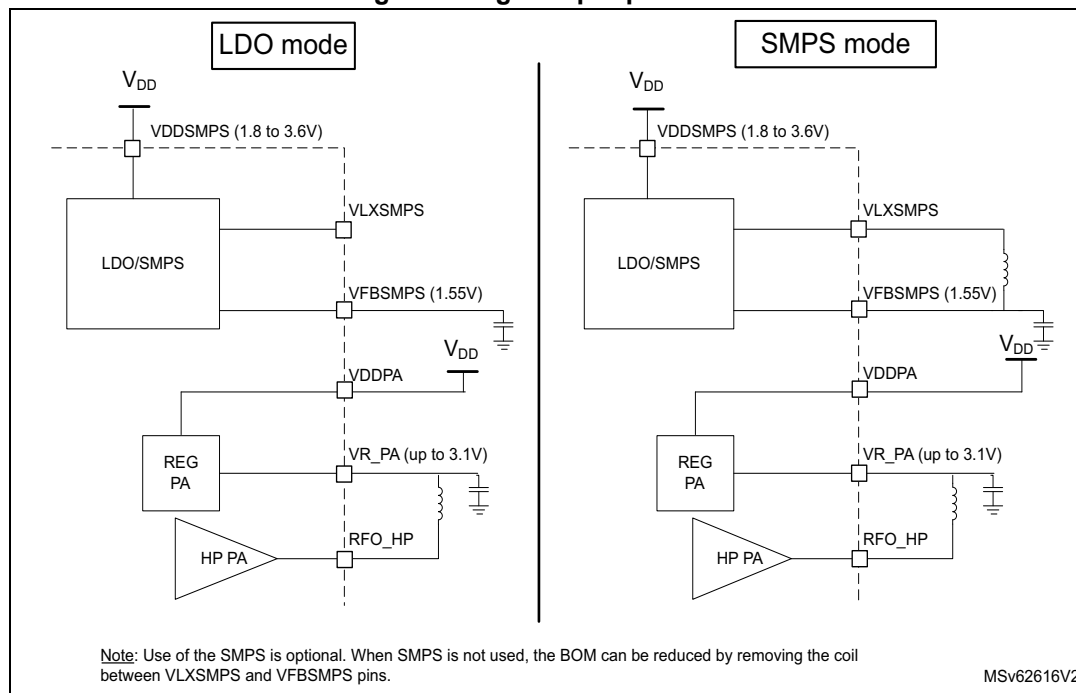 LDO mode
SMPS mode
VDD
VDDSMPS (1.8 to 3.6V)
LDO/SMPS
VLXSMPS
VFBSMPS (1.55V)
VDD
VDDPA
REG
PA
VR_PA (up to 3.1V)
HP PA
RFO_HP
VDD
VDDSMPS (1.8 to 3.6V)
LDO/SMPS
VLXSMPS
VFBSMPS (1.55V)
VDD
VDDPA
REG
PA
VR_PA (up to 3.1V)
HP PA
RFO_HP
Note: Use of the SMPS is optional. When SMPS is not used, the BOM can be reduced by removing the coil
between VLXSMPS and VFBSMPS pins.
MSv62616V2